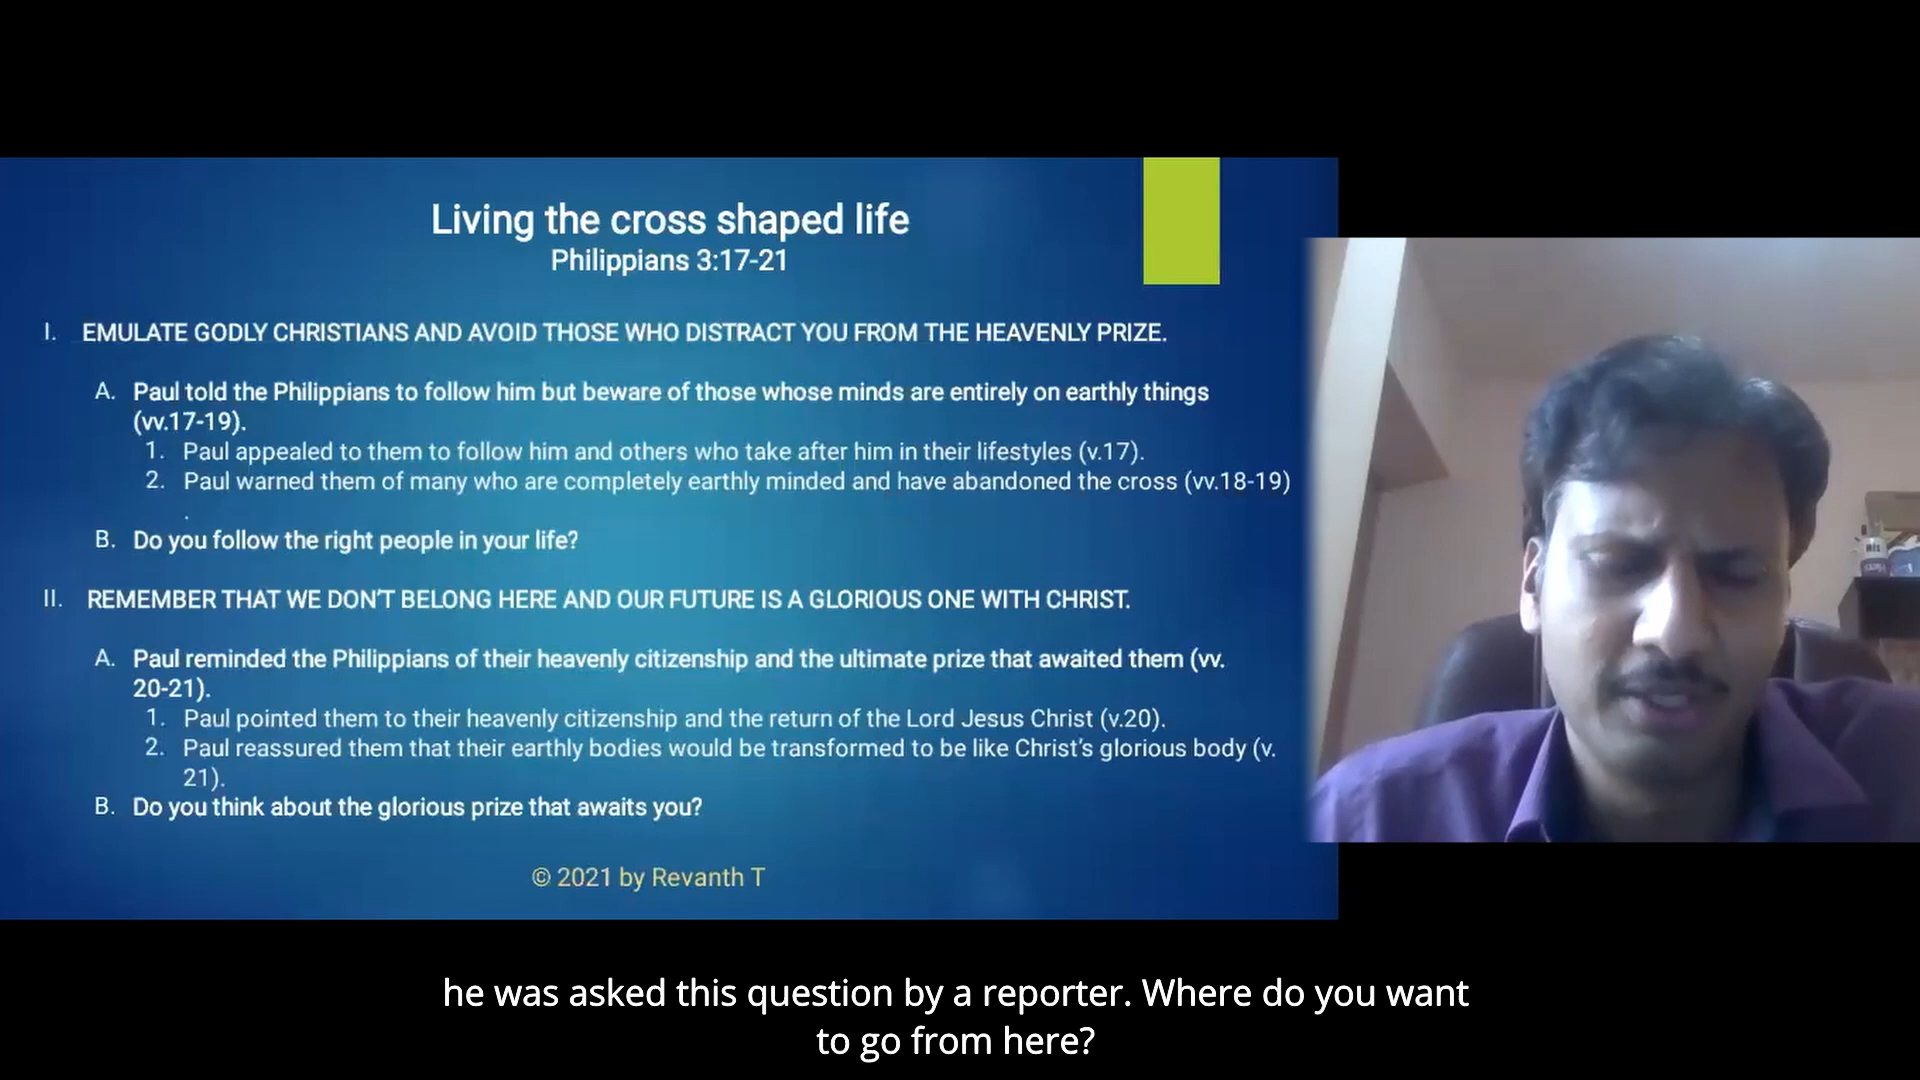 Living the cross shaped life
Philippians 3:17-21
I. EMULATE GODLY CHRISTIANS AND AVOID THOSE WHO DISTRACT YOU FROM THE HEAVENLY PRIZE.
A. Paul told the Philippians to follow him but beware of those whose minds are entirely on earthly things
(vv.17-19).
1. Paul appealed to them to follow him and others who take after him in their lifestyles (v.17).
2. Paul warned them of many who are completely earthly minded and have abandoned the cross (vv.18-19)
.
B. Do you follow the right people in your life?
II. REMEMBER THAT WE DON'T BELONG HERE AND OUR FUTURE IS A GLORIOUS ONE WITH CHRIST.
A. Paul reminded the Philippians of their heavenly citizenship and the ultimate prize that awaited them (vv.
20-21).
1. Paul pointed them to their heavenly citizenship and the return of the Lord Jesus Christ (v.20).
2. Paul reassured them that their earthly bodies would be transformed to be like Christ's glorious body (v.
21).
B. Do you think about the glorious prize that awaits you?
© 2021 by Revanth T
he was asked this question by a reporter. Where do you want
to go from here?